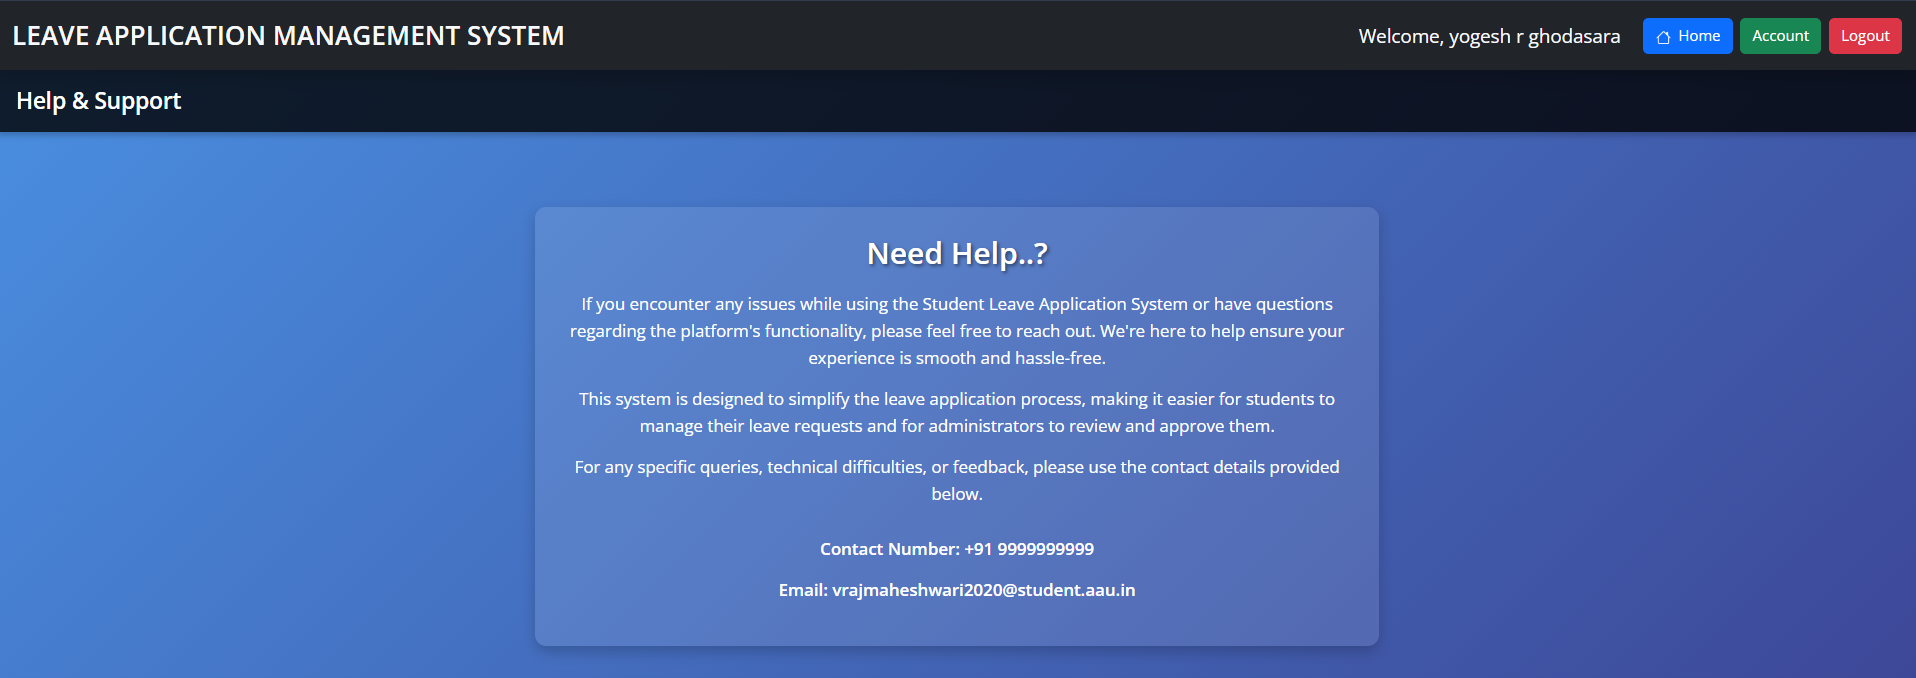 LEAVE APPLICATION MANAGEMENT SYSTEM
Welcome, yogesh r ghodasara
Home
Account
Logout
Help & Support
Need Help..?
If you encounter any issues while using the Student Leave Application System or have questions
regarding the platform's functionality, please feel free to reach out. We're here to help ensure your
experience is smooth and hassle-free.
This system is designed to simplify the leave application process, making it easier for students to
manage their leave requests and for administrators to review and approve them.
For any specific queries, technical difficulties, or feedback, please use the contact details provided
below.
Contact Number: +91 9999999999
Email: vrajmaheshwari2020@student.aau.in